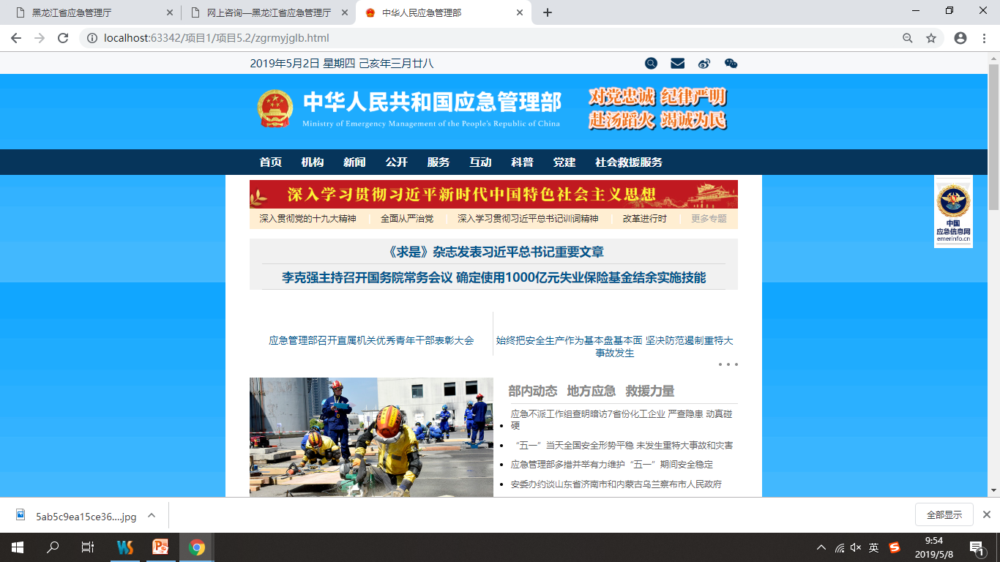 黑龙江省应急管理厅
网上咨询—黑龙江省应急管理厅
中华人民应急管理部
localhost:63342/项目1/项目5.2/zgrmyjglb.html
2019年5月2日 星期四 己亥年三月廿八
中华人民共和国应急管理部
Ministry of Emergency Management of the People's Republic of China
对党忠诚 纪律严明
赴汤蹈火 竭诚为民
首页 机构 新闻 公开 服务 互动 科普 党建 社会救援服务
深入学习贯彻习近平新时代中国特色社会主义思想
深入贯彻党的十九大精神 全面从严治党 深入学习贯彻习近平总书记训词精神 改革进行时 更多专题
中国
应急信息网
emerinfo.cn
《求是》杂志发表习近平总书记重要文章
李克强主持召开国务院常务会议 确定使用1000亿元失业保险基金结余实施技能
应急管理部召开直属机关优秀青年干部表彰大会
始终把安全生产作为基本盘基本面 坚决防范遏制重特大
事故发生
部内动态 地方应急 救援力量
应急不派工作组查明暗访7省份化工企业 严查隐患 动真碰
硬
“五一”当天全国安全形势平稳 未发生重特大事故和灾害
应急管理部多措并举有力维护“五一”期间安全稳定
安委办约谈山东省济南市和内蒙古乌兰察布市人民政府
5ab5c9ea15ce36....jpg
全部显示
英
9:54
2019/5/8
1